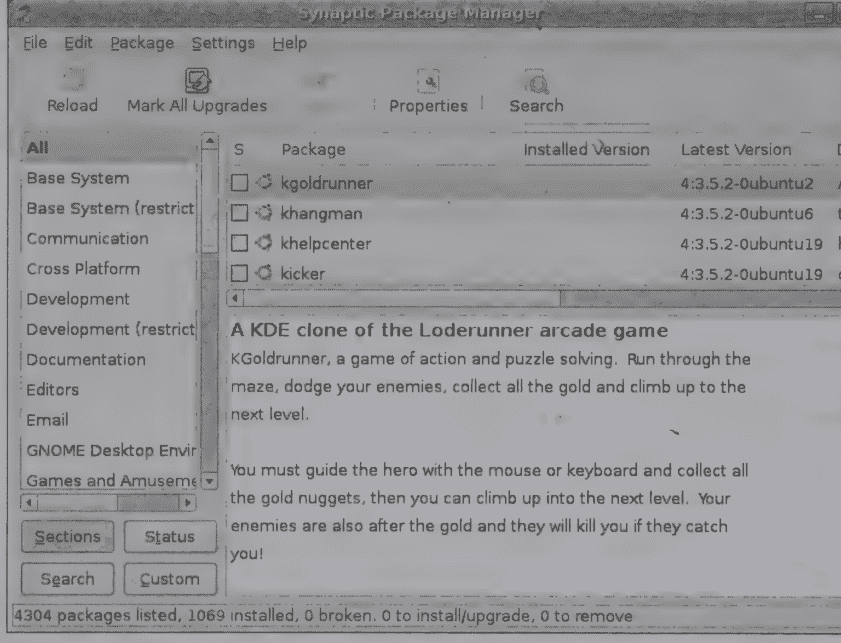 Synaptic Package Manager
File Edit Package Settings Help
Reload Mark All Upgrades Properties Search
All
Base System
Base System (restrict
Communication
Cross Platform
Development
Development (restrict
Documentation
Editors
Email
GNOME Desktop Envir
Games and Amuseme
Sections Status
Search Custom
S Package Installed Version Latest Version
kgoldrunner 4:3.5.2-0ubuntu2
khangman 4:3.5.2-0ubuntu6
khelpcenter 4:3.5.2-0ubuntu19
kicker 4:3.5.2-0ubuntu19
A KDE clone of the Loderunner arcade game
KGoldrunner, a game of action and puzzle solving. Run through the
maze, dodge your enemies, collect all the gold and climb up to the
next level.
You must guide the hero with the mouse or keyboard and collect all
the gold nuggets, then you can climb up into the next level. Your
enemies are also after the gold and they will kill you if they catch
you!
4304 packages listed, 1069 installed, 0 broken. 0 to install/upgrade, 0 to remove